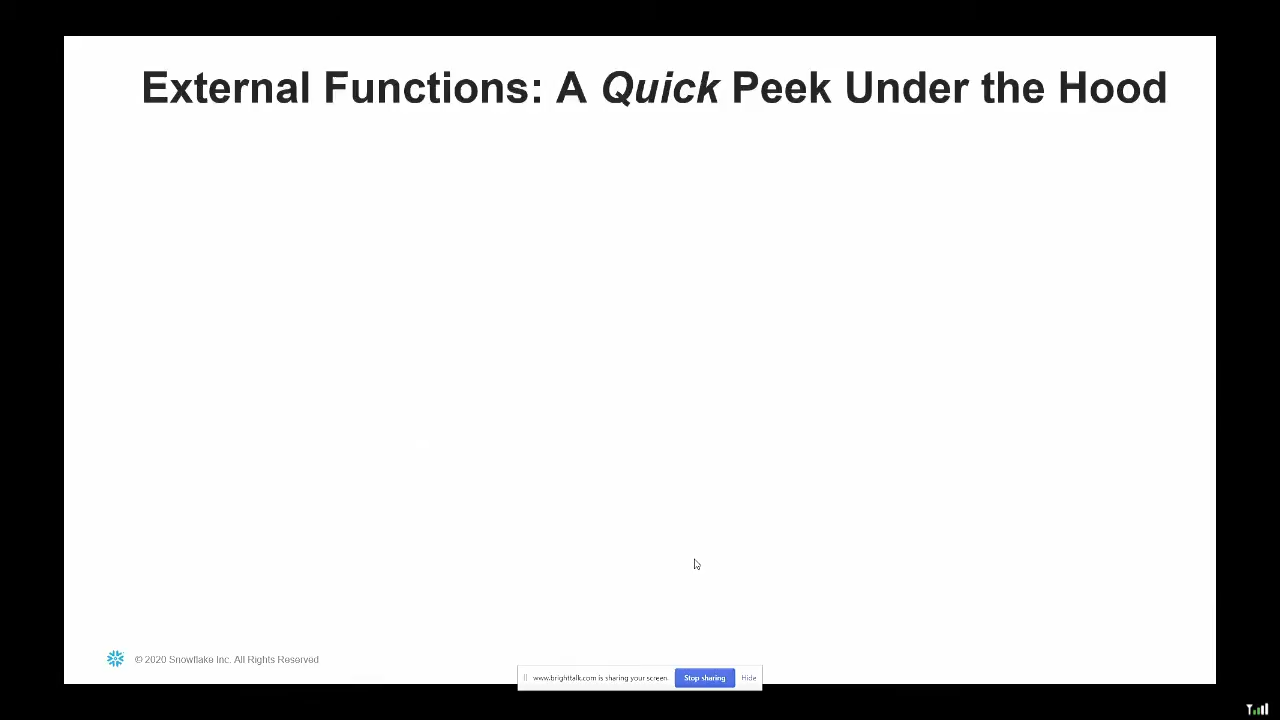 External Functions: A Quick Peek Under the Hood
© 2020 Snowflake Inc. All Rights Reserved
www.brighttalk.com is sharing your screen. Stop sharing Hide